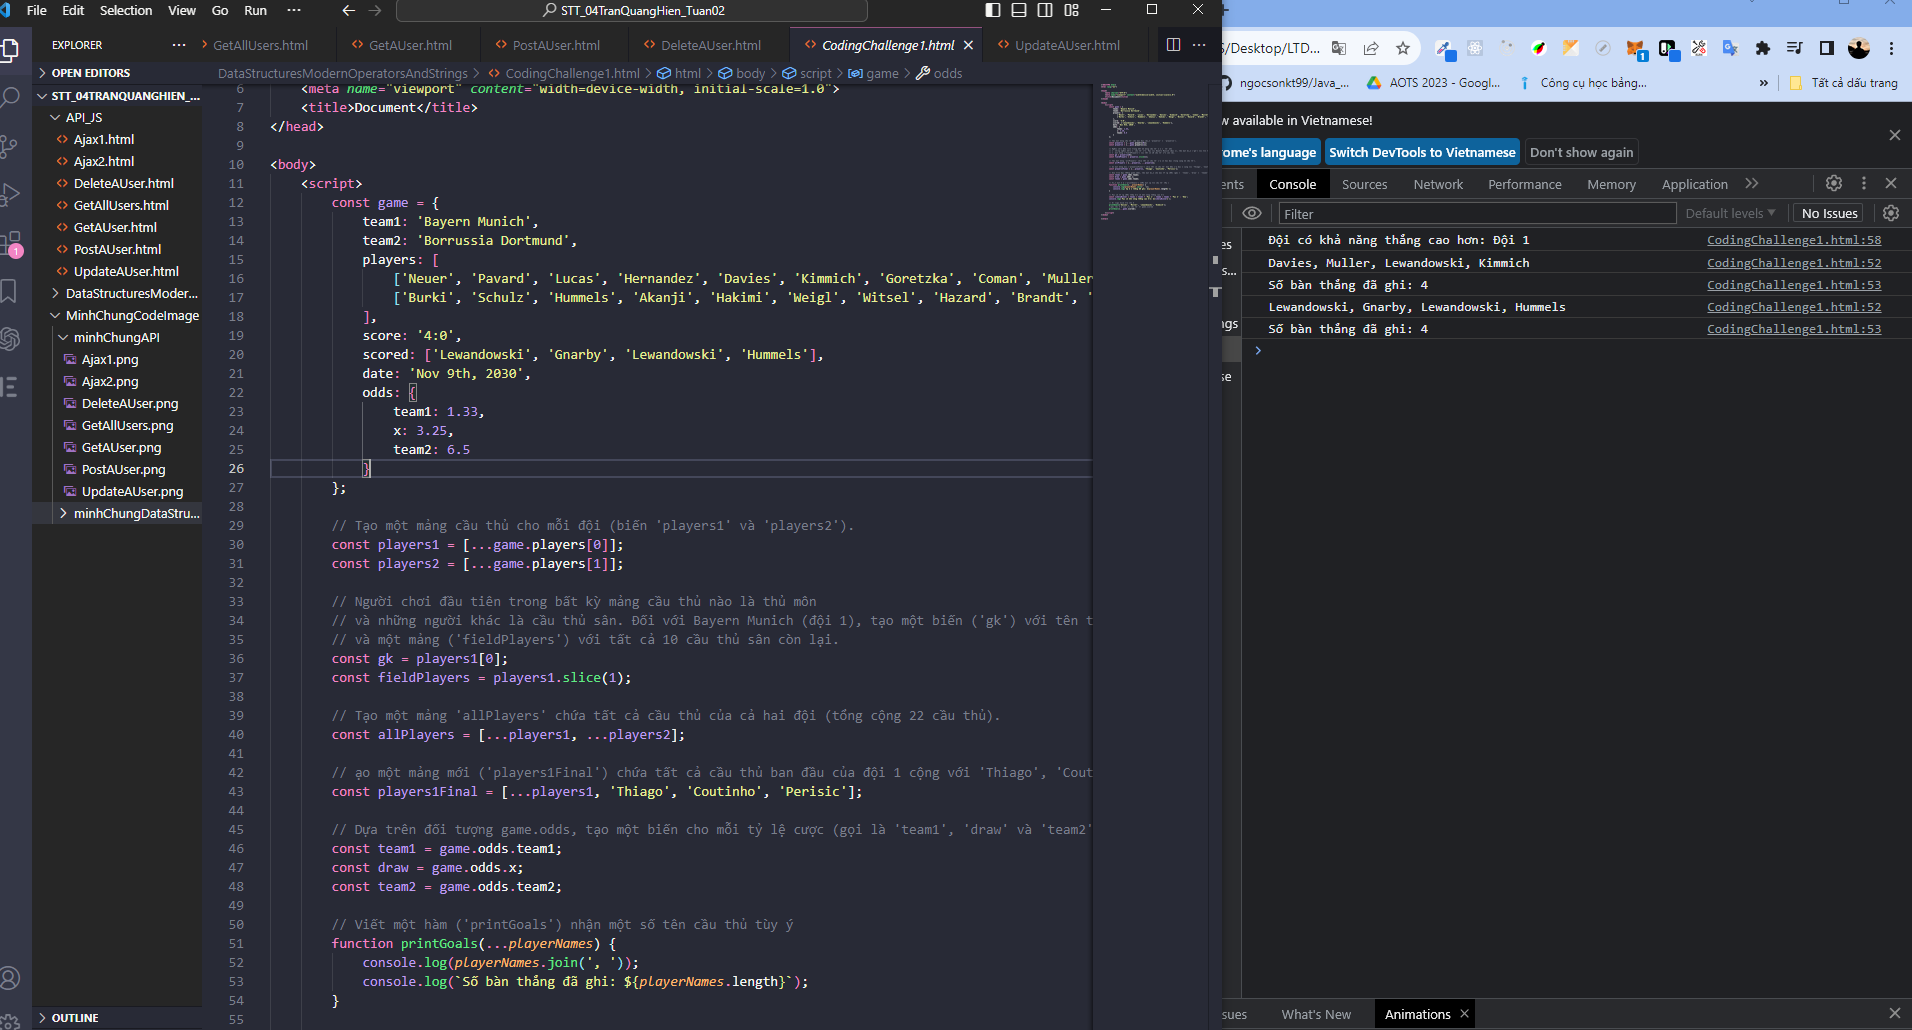 File Edit Selection View Go Run ··· STT_04TranQuangHien_Tuan02
EXPLORER ···
GetAllUsers.html GetAUser.html PostAUser.html DeleteAUser.html CodingChallenge1.html UpdateAUser.html ···
OPEN EDITORS
DataStructuresModernOperatorsAndStrings > CodingChallenge1.html > html > body > script > game > odds
STT_04TRANQUANGHIEN_...
API_JS
Ajax1.html
Ajax2.html
DeleteAUser.html
GetAllUsers.html
GetAUser.html
PostAUser.html
UpdateAUser.html
DataStructuresModer...
MinhChungCodeImage
minhChungAPI
Ajax1.png
Ajax2.png
DeleteAUser.png
GetAllUsers.png
GetAUser.png
PostAUser.png
UpdateAUser.png
minhChungDataStru...
OUTLINE
1
6 <meta name="viewport" content="width=device-width, initial-scale=1.0">
7 <title>Document</title>
8 </head>
9
10 <body>
11 <script>
12 const game = {
13 team1: 'Bayern Munich',
14 team2: 'Borrussia Dortmund',
15 players: [
16 ['Neuer', 'Pavard', 'Lucas', 'Hernandez', 'Davies', 'Kimmich', 'Goretzka', 'Coman', 'Muller
17 ['Burki', 'Schulz', 'Hummels', 'Akanji', 'Hakimi', 'Weigl', 'Witsel', 'Hazard', 'Brandt', '
18 ],
19 score: '4:0',
20 scored: ['Lewandowski', 'Gnarby', 'Lewandowski', 'Hummels'],
21 date: 'Nov 9th, 2030',
22 odds: {
23 team1: 1.33,
24 x: 3.25,
25 team2: 6.5
26 }
27 };
28
29 // Tạo một mảng cầu thủ cho mỗi đội (biến 'players1' và 'players2').
30 const players1 = [...game.players[0]];
31 const players2 = [...game.players[1]];
32
33 // Người chơi đầu tiên trong bất kỳ mảng cầu thủ nào là thủ môn
34 // và những người khác là cầu thủ sân. Đối với Bayern Munich (đội 1), tạo một biến ('gk') với tên t
35 // và một mảng ('fieldPlayers') với tất cả 10 cầu thủ sân còn lại.
36 const gk = players1[0];
37 const fieldPlayers = players1.slice(1);
38
39 // Tạo một mảng 'allPlayers' chứa tất cả cầu thủ của cả hai đội (tổng cộng 22 cầu thủ).
40 const allPlayers = [...players1, ...players2];
41
42 // ạo một mảng mới ('players1Final') chứa tất cả cầu thủ ban đầu của đội 1 cộng với 'Thiago', 'Cout
43 const players1Final = [...players1, 'Thiago', 'Coutinho', 'Perisic'];
44
45 // Dựa trên đối tượng game.odds, tạo một biến cho mỗi tỷ lệ cược (gọi là 'team1', 'draw' và 'team2'
46 const team1 = game.odds.team1;
47 const draw = game.odds.x;
48 const team2 = game.odds.team2;
49
50 // Viết một hàm ('printGoals') nhận một số tên cầu thủ tùy ý
51 function printGoals(...playerNames) {
52 console.log(playerNames.join(', '));
53 console.log(`Số bàn thắng đã ghi: ${playerNames.length}`);
54 }
55
5/Desktop/LTD...
ngocsonkt99/Java_... AOTS 2023 - Googl... Công cụ học bằng... » Tất cả dấu trang
w available in Vietnamese!
rome's language Switch DevTools to Vietnamese Don't show again
ents Console Sources Network Performance Memory Application
Filter Default levels No Issues
Đội có khả năng thắng cao hơn: Đội 1 CodingChallenge1.html:58
Davies, Muller, Lewandowski, Kimmich CodingChallenge1.html:52
Số bàn thắng đã ghi: 4 CodingChallenge1.html:53
Lewandowski, Gnarby, Lewandowski, Hummels CodingChallenge1.html:52
Số bàn thắng đã ghi: 4 CodingChallenge1.html:53
es
s...
ngs
se
sues What's New Animations